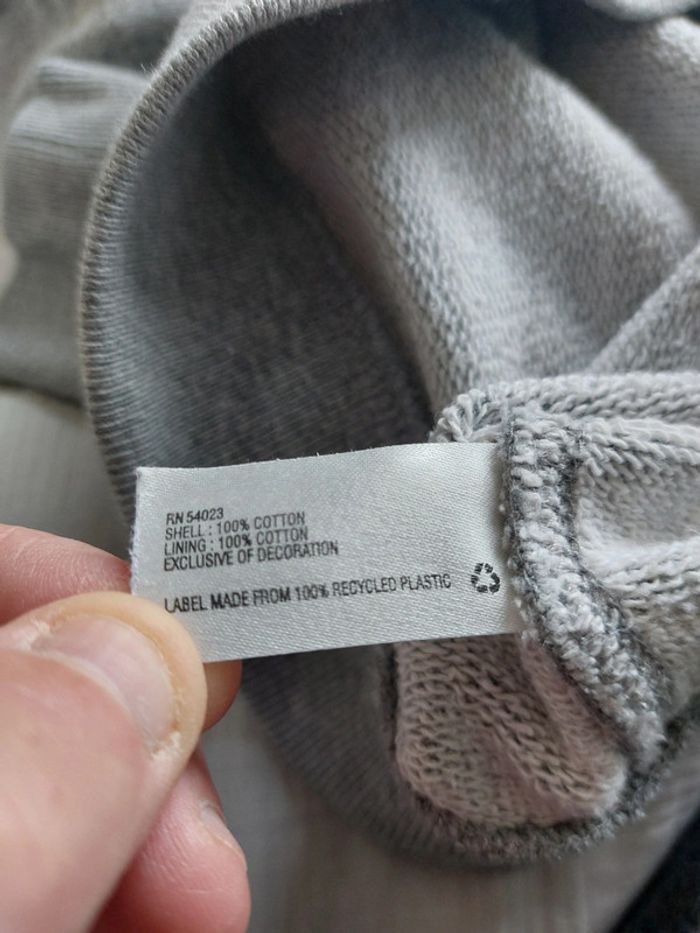 RN 54023
SHELL : 100% COTTON
LINING : 100% COTTON
EXCLUSIVE OF DECORATION
LABEL MADE FROM 100% RECYCLED PLASTIC